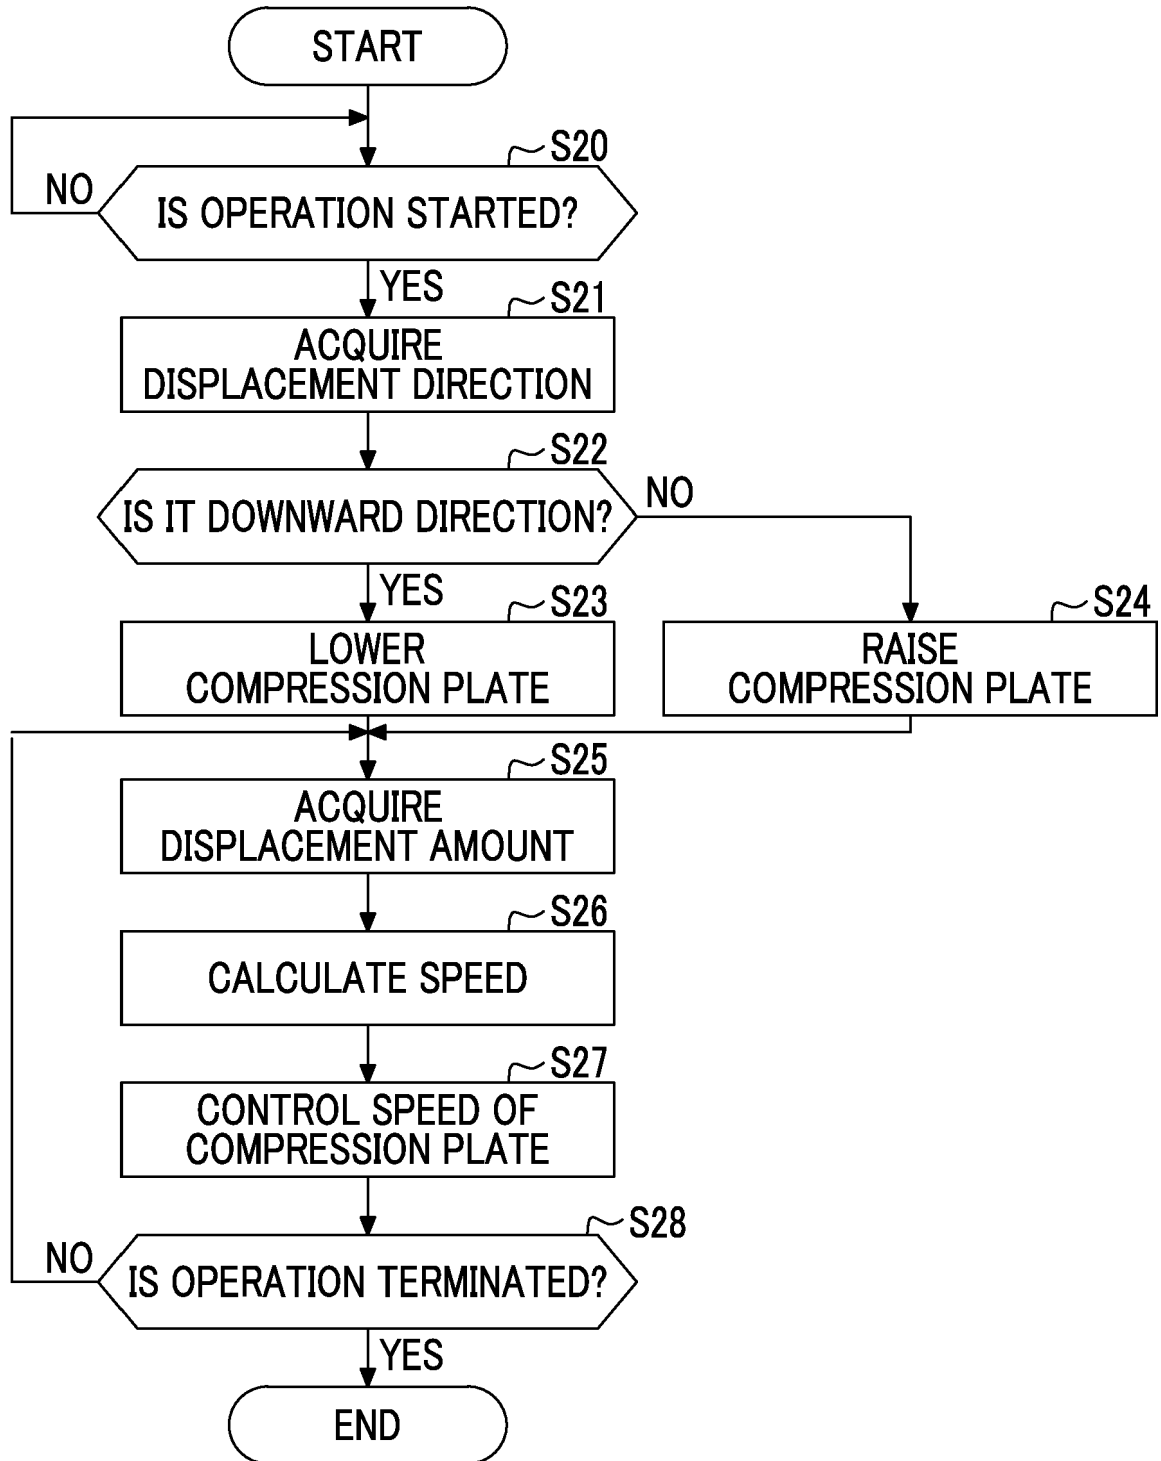 START
S20
NO
IS OPERATION STARTED?
YES
S21
ACQUIRE
DISPLACEMENT DIRECTION
S22
NO
IS IT DOWNWARD DIRECTION?
YES
S23
LOWER
COMPRESSION PLATE
S24
RAISE
COMPRESSION PLATE
S25
ACQUIRE
DISPLACEMENT AMOUNT
S26
CALCULATE SPEED
S27
CONTROL SPEED OF
COMPRESSION PLATE
S28
NO
IS OPERATION TERMINATED?
YES
END